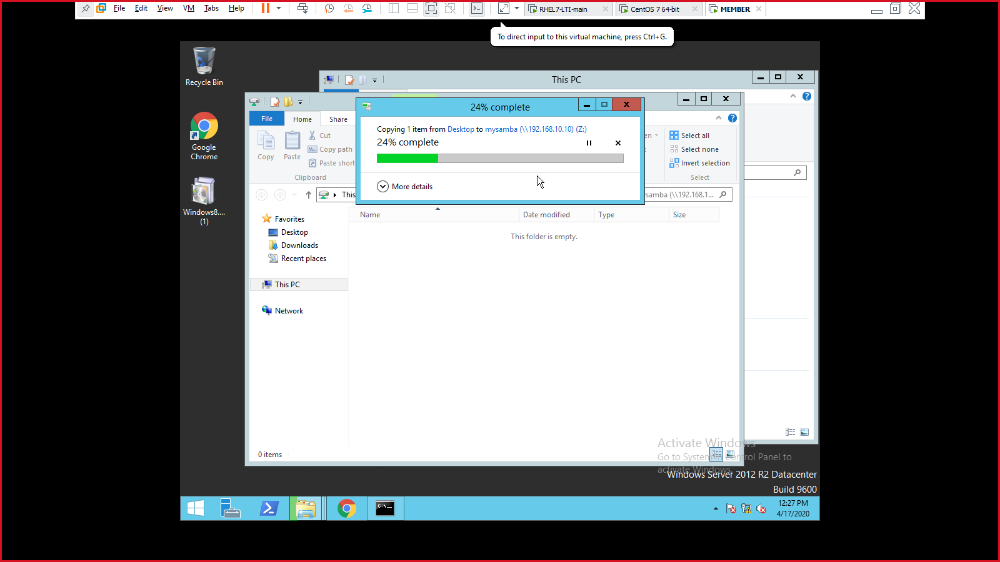 File Edit View VM Tabs Help
RHEL7-LTI-main
CentOS 7 64-bit
MEMBER
To direct input to this virtual machine, press Ctrl+G.
Recycle Bin
Google
Chrome
Windows8....
(1)
This PC
24% complete
Copying 1 item from Desktop to mysamba (\\192.168.10.10) (Z:)
24% complete
More details
File Home Share
Copy
Paste
Cut
Copy path
Paste short
Clipboard
en
Select all
Select none
Invert selection
Select
This
samba (\\192.168.1...
Name Date modified Type Size
This folder is empty.
Favorites
Desktop
Downloads
Recent places
This PC
Network
0 items
Activate Windows
Go to System Control Panel to
activate Windows.
Windows Server 2012 R2 Datacenter
Build 9600
C:\
12:27 PM
4/17/2020